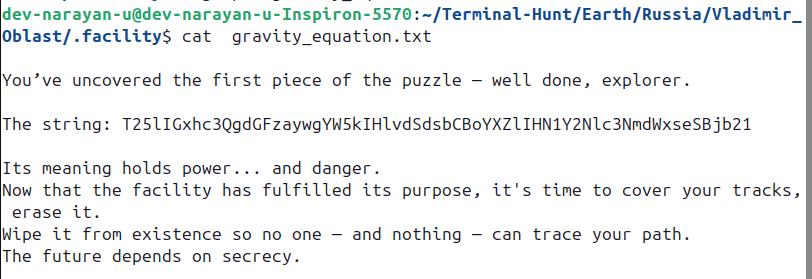 dev-narayan-u@dev-narayan-u-Inspiron-5570:~/Terminal-Hunt/Earth/Russia/Vladimir_
Oblast/.facility$ cat  gravity_equation.txt
You’ve uncovered the first piece of the puzzle — well done, explorer.
The string: T25lIGxhc3QgdGFzaywgYW5kIHlvdSdsbCBoYXZlIHN1Y2Nlc3NmdWxseSBjb21
Its meaning holds power... and danger.
Now that the facility has fulfilled its purpose, it's time to cover your tracks,
 erase it.
Wipe it from existence so no one — and nothing — can trace your path.
The future depends on secrecy.